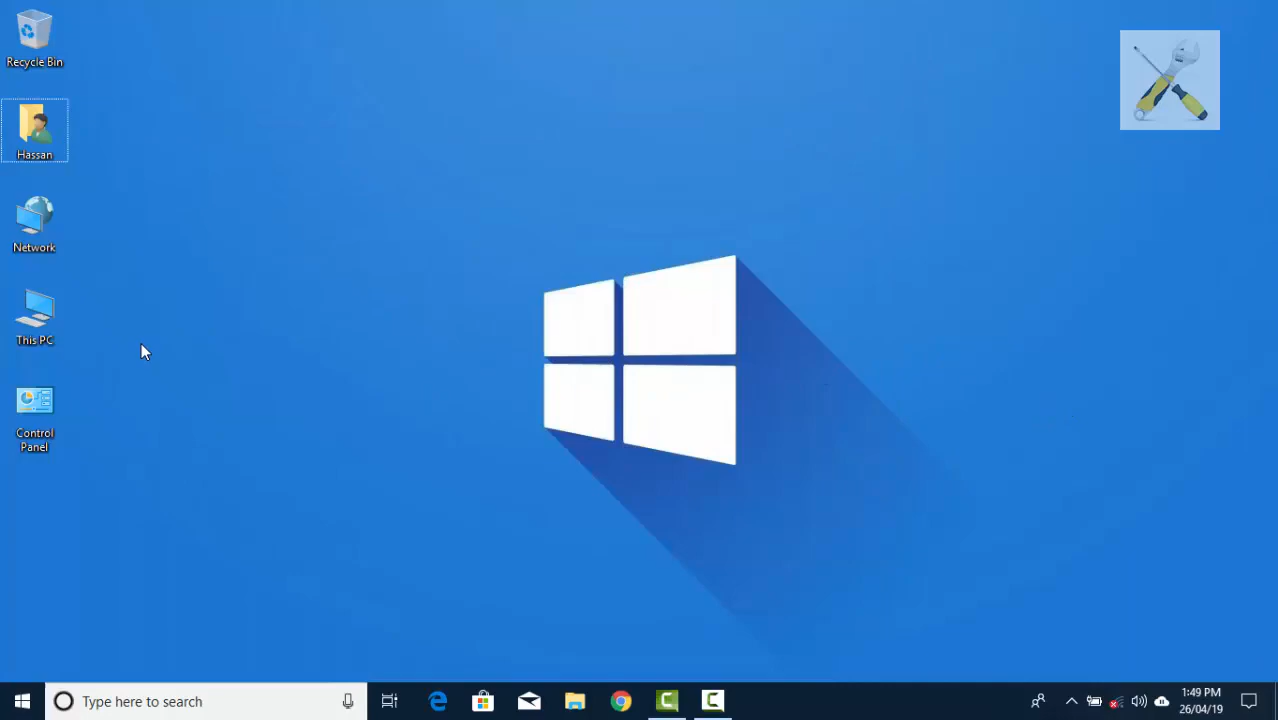 Recycle Bin
Hassan
Network
This PC
Control
Panel
Type here to search
1:49 PM
26/04/19